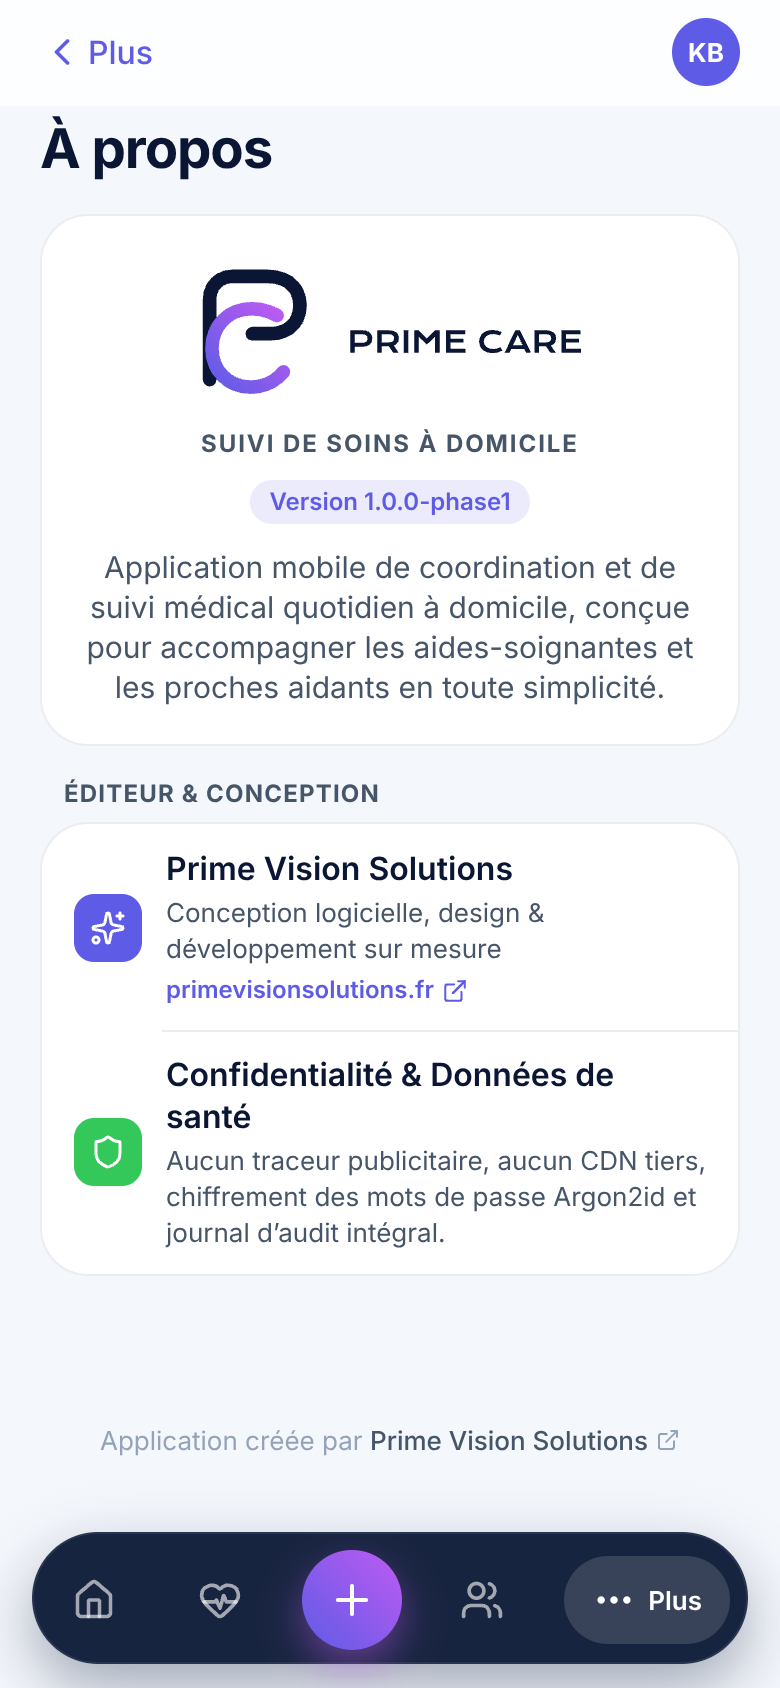 Plus
KB
À propos
PRIME CARE
SUIVI DE SOINS À DOMICILE
Version 1.0.0-phase1
Application mobile de coordination et de
suivi médical quotidien à domicile, conçue
pour accompagner les aides-soignantes et
les proches aidants en toute simplicité.
ÉDITEUR & CONCEPTION
Prime Vision Solutions
Conception logicielle, design &
développement sur mesure
primevisionsolutions.fr
Confidentialité & Données de
santé
Aucun traceur publicitaire, aucun CDN tiers,
chiffrement des mots de passe Argon2id et
journal d’audit intégral.
Application créée par Prime Vision Solutions
Plus